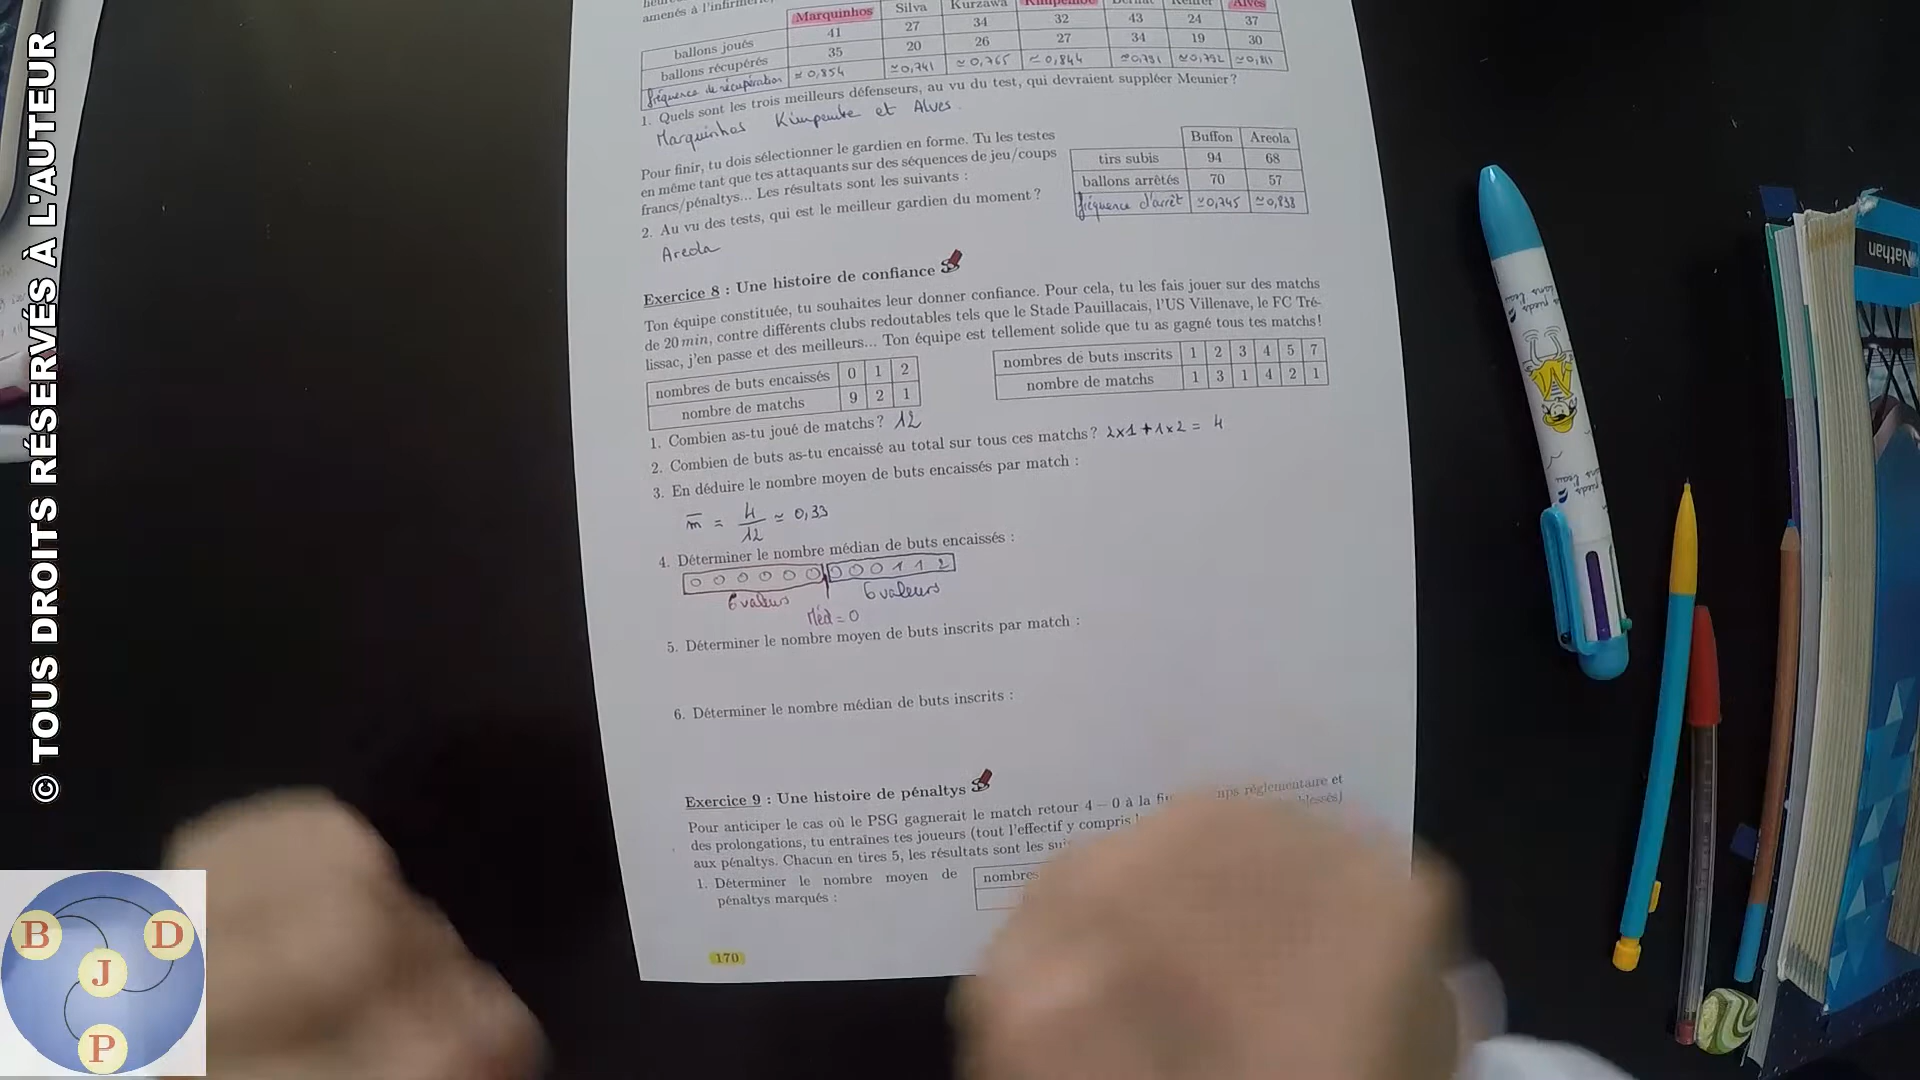 © TOUS DROITS RÉSERVÉS À L'AUTEUR
amenés à l'infirmerie,
Marquinhos Silva Kurzawa Kimpembe Bernat Kehrer Alves
ballons joués 41 27 34 32 43 24 37
ballons récupérés 35 20 26 27 34 19 30
fréquence de récupération ≃ 0,854 ≃0,741 ≃ 0,765 ≃ 0,844 ≃0,791 ≃0,792 ≃0,811
1. Quels sont les trois meilleurs défenseurs, au vu du test, qui devraient suppléer Meunier ?
Marquinhos Kimpembe et Alves.
Pour finir, tu dois sélectionner le gardien en forme. Tu les testes
en même tant que tes attaquants sur des séquences de jeu/coups
francs/pénaltys... Les résultats sont les suivants :
2. Au vu des tests, qui est le meilleur gardien du moment ?
Areola
Buffon Areola
tirs subis 94 68
ballons arrêtés 70 57
fréquence d'arrêt ≃0,745 ≃0,838
Exercice 8 : Une histoire de confiance
Ton équipe constituée, tu souhaites leur donner confiance. Pour cela, tu les fais jouer sur des matchs
de 20 min, contre différents clubs redoutables tels que le Stade Pauillacais, l'US Villenave, le FC Tré-
lissac, j'en passe et des meilleurs... Ton équipe est tellement solide que tu as gagné tous tes matchs !
nombres de buts encaissés 0 1 2
nombre de matchs 9 2 1
nombres de buts inscrits 1 2 3 4 5 7
nombre de matchs 1 3 1 4 2 1
1. Combien as-tu joué de matchs ? 12
2. Combien de buts as-tu encaissé au total sur tous ces matchs ? 2×1 + 1×2 = 4
3. En déduire le nombre moyen de buts encaissés par match :
m̅ = 4/12 ≃ 0,33
4. Déterminer le nombre médian de buts encaissés :
0 0 0 0 0 0 0 0 0 1 1 2
6 valeurs 6 valeurs
Méd = 0
5. Déterminer le nombre moyen de buts inscrits par match :
6. Déterminer le nombre médian de buts inscrits :
Exercice 9 : Une histoire de pénaltys
Pour anticiper le cas où le PSG gagnerait le match retour 4 − 0 à la réglementaire et
des prolongations, tu entraînes tes joueurs (tout l'effectif y compris blessés)
aux pénaltys. Chacun en tires 5, les résultats sont les
1. Déterminer le nombre moyen de
pénaltys marqués :
nombres
170
Nathan
B D J P